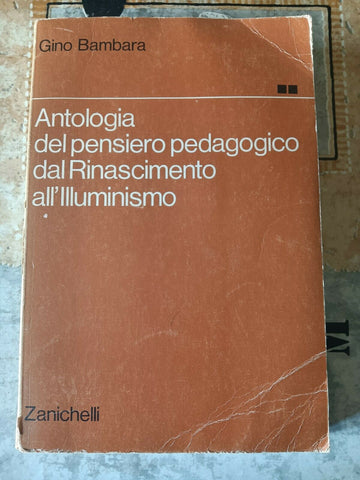 Gino Bambara
Antologia
del pensiero pedagogico
dal Rinascimento
all'Illuminismo
Zanichelli
M